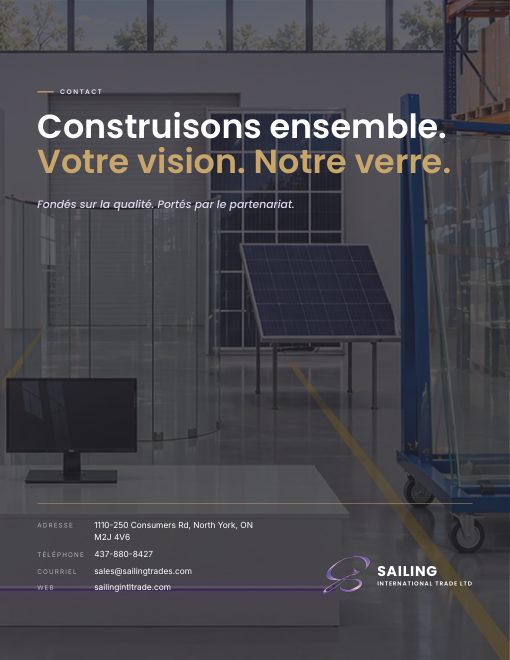 CONTACT
Construisons ensemble.
Votre vision. Notre verre.
Fondés sur la qualité. Portés par le partenariat.
ADRESSE 1110-250 Consumers Rd, North York, ON
M2J 4V6
TÉLÉPHONE 437-880-8427
COURRIEL sales@sailingtrades.com
WEB sailingintltrade.com
SAILING
INTERNATIONAL TRADE LTD